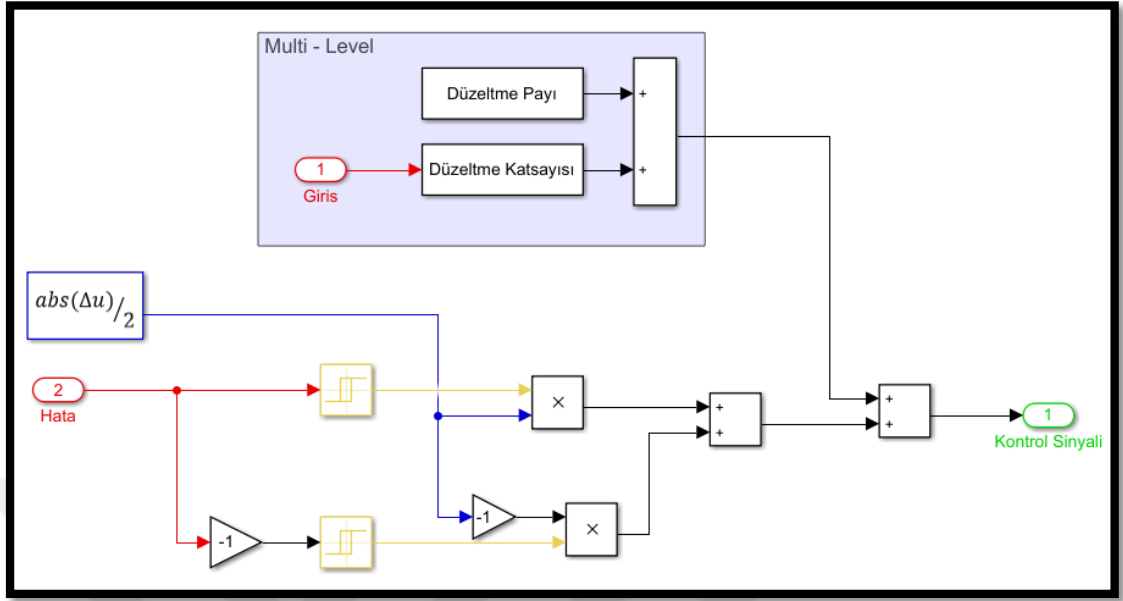 Multi - Level
Düzeltme Payı
+
1
Düzeltme Katsayısı
+
Giris
abs(Δu)/2
2
Hata
×
+
+
+
+
1
Kontrol Sinyali
-1
×
-1